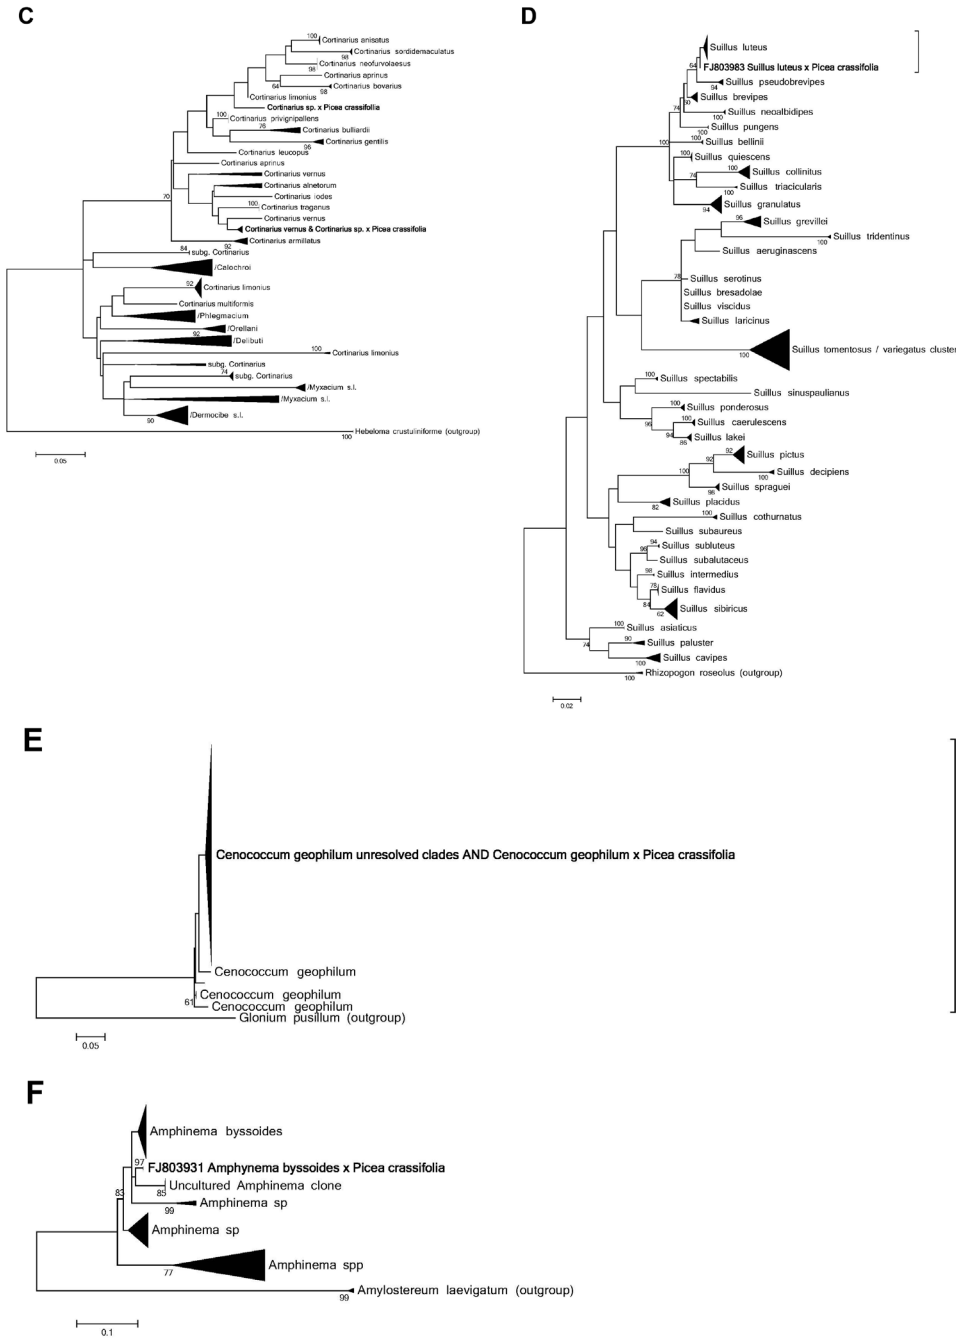 C
100
Cortinarius anisatus
Cortinarius sordidemaculatus
98
Cortinarius neofurvolaesus
98
Cortinarius aprinus
64
Cortinarius bovarius
98
Cortinarius limonius
Cortinarius sp. x Picea crassifolia
100
Cortinarius privignipallens
76
Cortinarius bulliardii
Cortinarius gentilis
96
Cortinarius leucopus
Cortinarius aprinus
Cortinarius vernus
Cortinarius alnetorum
70
Cortinarius iodes
100
Cortinarius traganus
Cortinarius vernus
Cortinarius vernus & Cortinarius sp. x Picea crassifolia
Cortinarius armillatus
92
84
subg. Cortinarius
/Calochroi
92
Cortinarius limonius
Cortinarius multiformis
/Phlegmacium
/Orellani
92
/Delibuti
100
Cortinarius limonius
subg. Cortinarius
74
subg. Cortinarius
/Myxacium s.l.
/Myxacium s.l.
/Dermocibe s.l.
90
Hebeloma crustuliniforme (outgroup)
100
0.05
D
Suillus luteus
64
FJ803983 Suillus luteus x Picea crassifolia
Suillus pseudobrevipes
94
Suillus brevipes
74
Suillus neoalbidipes
100
Suillus pungens
100
100
Suillus bellinii
100
Suillus quiescens
100
Suillus collinitus
74
Suillus triacicularis
100
Suillus granulatus
94
96
Suillus grevillei
Suillus tridentinus
100
Suillus aeruginascens
78
Suillus serotinus
Suillus bresadolae
Suillus viscidus
Suillus laricinus
Suillus tomentosus / variegatus cluster
100
100
Suillus spectabilis
Suillus sinuspaulianus
100
Suillus ponderosus
96
100
Suillus caerulescens
94
Suillus lakei
86
92
Suillus pictus
92
100
Suillus decipiens
100
Suillus spraguei
96
Suillus placidus
82
100
Suillus cothurnatus
Suillus subaureus
94
Suillus subluteus
96
Suillus subalutaceus
98
Suillus intermedius
78
Suillus flavidus
84
Suillus sibiricus
62
100
Suillus asiaticus
74
90
Suillus paluster
Suillus cavipes
100
Rhizopogon roseolus (outgroup)
100
0.02
E
Cenococcum geophilum unresolved clades AND Cenococcum geophilum x Picea crassifolia
Cenococcum geophilum
Cenococcum geophilum
61
Cenococcum geophilum
Glonium pusillum (outgroup)
0.05
F
Amphinema byssoides
97
FJ803931 Amphynema byssoides x Picea crassifolia
Uncultured Amphinema clone
83
85
Amphinema sp
99
Amphinema sp
Amphinema spp
77
Amylostereum laevigatum (outgroup)
99
0.1